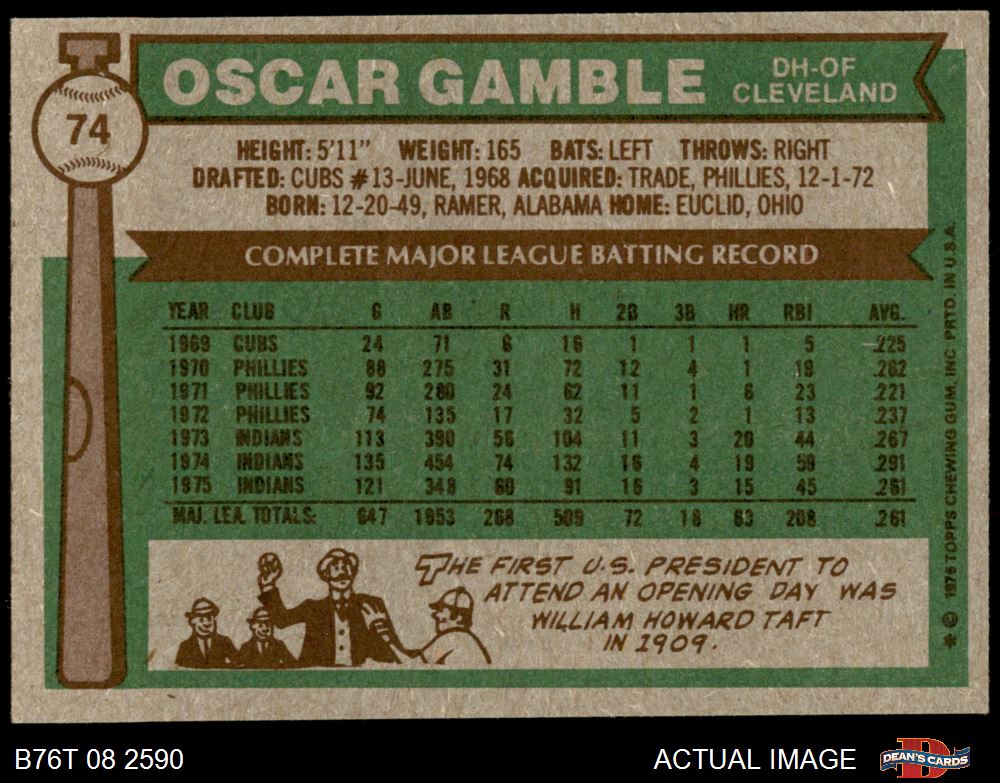 OSCAR GAMBLE
DH-OF
CLEVELAND
74
HEIGHT: 5'11" WEIGHT: 165 BATS: LEFT THROWS: RIGHT
DRAFTED: CUBS #13-JUNE, 1968 ACQUIRED: TRADE, PHILLIES, 12-1-72
BORN: 12-20-49, RAMER, ALABAMA HOME: EUCLID, OHIO
COMPLETE MAJOR LEAGUE BATTING RECORD
YEAR CLUB G AB R H 2B 3B HR RBI AVG.
1969 CUBS 24 71 6 16 1 1 1 5 .225
1970 PHILLIES 88 275 31 72 12 4 1 19 .262
1971 PHILLIES 92 280 24 62 11 1 6 23 .221
1972 PHILLIES 74 135 17 32 5 2 1 13 .237
1973 INDIANS 113 390 56 104 11 3 20 44 .267
1974 INDIANS 135 454 74 132 16 4 19 59 .291
1975 INDIANS 121 348 60 91 16 3 15 45 .261
MAJ. LEA. TOTALS: 647 1953 268 509 72 18 63 208 .261
THE FIRST U.S. PRESIDENT TO
ATTEND AN OPENING DAY WAS
WILLIAM HOWARD TAFT
IN 1909.
* © 1976 TOPPS CHEWING GUM, INC PRTD. IN U.S.A.
B76T 08 2590
ACTUAL IMAGE
D
DEAN'S CARDS